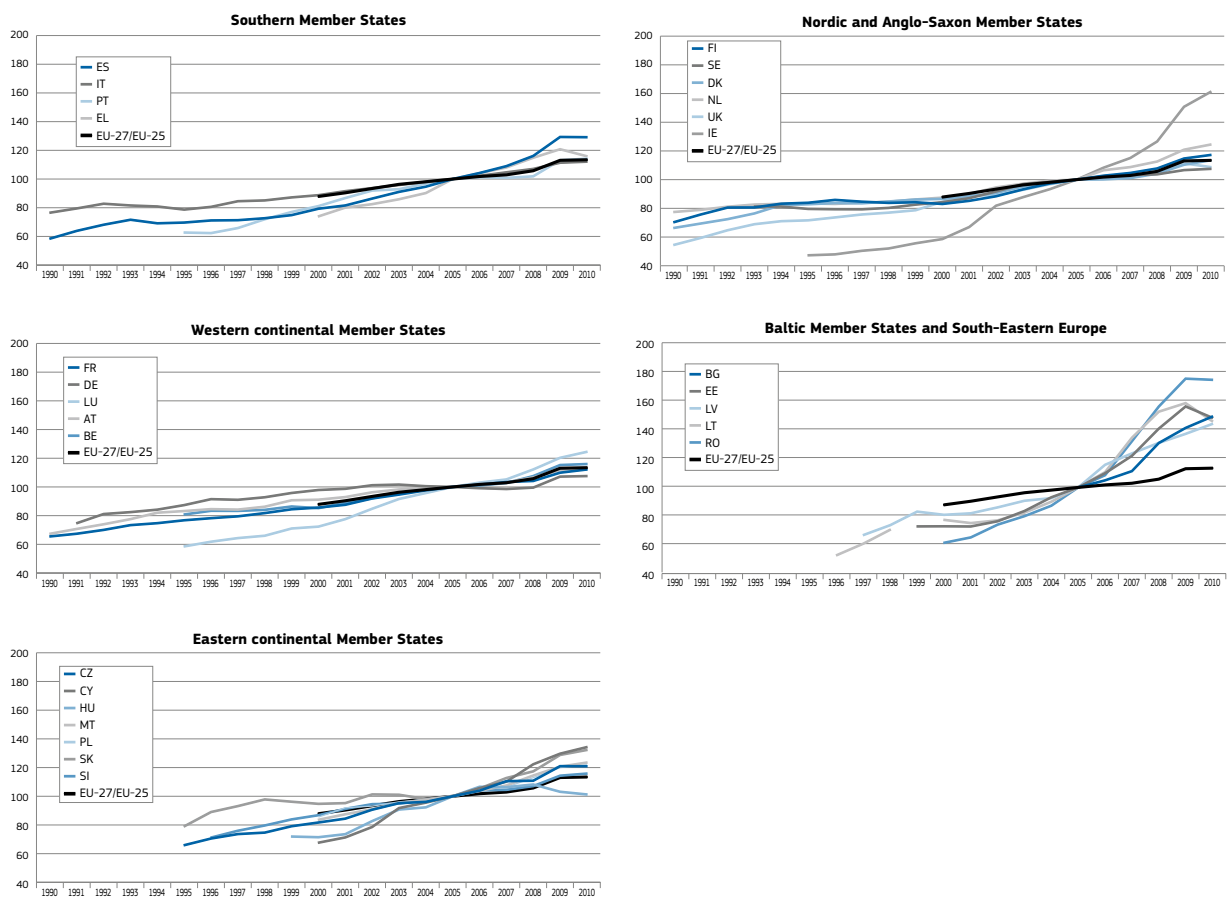 Southern Member States
200
180
160
140
120
100
80
60
40
ES
IT
PT
EL
EU-27/EU-25
1990 1991 1992 1993 1994 1995 1996 1997 1998 1999 2000 2001 2002 2003 2004 2005 2006 2007 2008 2009 2010
Nordic and Anglo-Saxon Member States
200
180
160
140
120
100
80
60
40
FI
SE
DK
NL
UK
IE
EU-27/EU-25
1990 1991 1992 1993 1994 1995 1996 1997 1998 1999 2000 2001 2002 2003 2004 2005 2006 2007 2008 2009 2010
Western continental Member States
200
180
160
140
120
100
80
60
40
FR
DE
LU
AT
BE
EU-27/EU-25
1990 1991 1992 1993 1994 1995 1996 1997 1998 1999 2000 2001 2002 2003 2004 2005 2006 2007 2008 2009 2010
Baltic Member States and South-Eastern Europe
200
180
160
140
120
100
80
60
40
BG
EE
LV
LT
RO
EU-27/EU-25
1990 1991 1992 1993 1994 1995 1996 1997 1998 1999 2000 2001 2002 2003 2004 2005 2006 2007 2008 2009 2010
Eastern continental Member States
200
180
160
140
120
100
80
60
40
CZ
CY
HU
MT
PL
SK
SI
EU-27/EU-25
1990 1991 1992 1993 1994 1995 1996 1997 1998 1999 2000 2001 2002 2003 2004 2005 2006 2007 2008 2009 2010